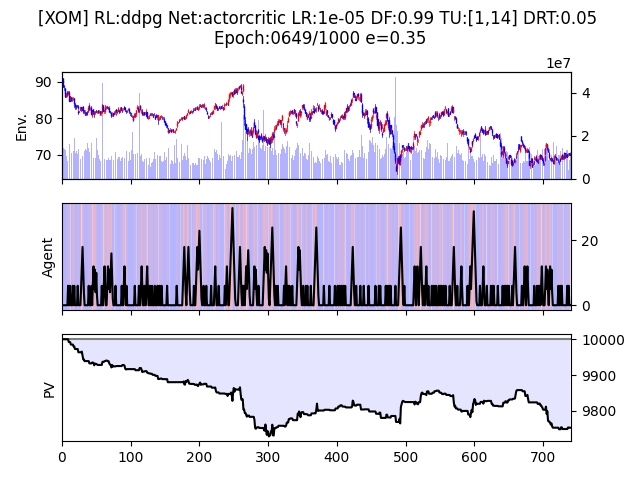 [XOM] RL:ddpg Net:actorcritic LR:1e-05 DF:0.99 TU:[1,14] DRT:0.05
Epoch:0649/1000 e=0.35
1e7
Env.
90
80
70
4
2
0
Agent
20
0
PV
10000
9900
9800
0 100 200 300 400 500 600 700